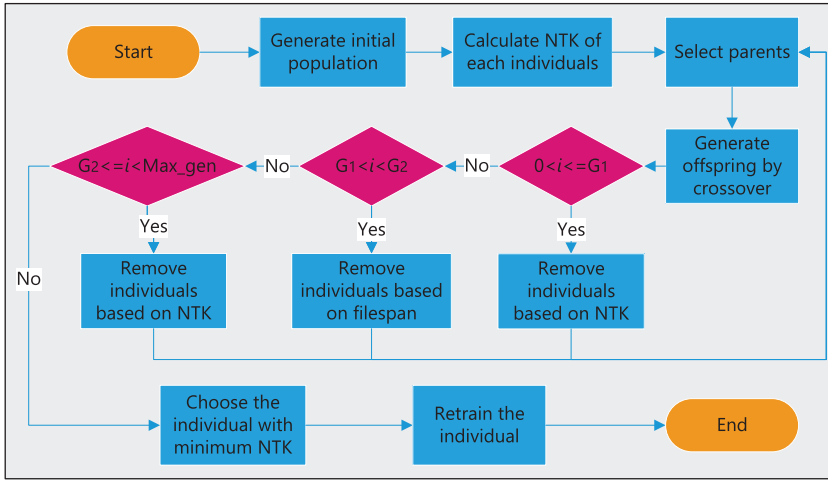 Start
Generate initial
population
Calculate NTK of
each individuals
Select parents
Generate
offspring by
crossover
0<i<=G1
No
G1<i<G2
No
G2<=i<Max_gen
Yes
Yes
Yes
No
Remove
individuals
based on NTK
Remove
individuals based
on filespan
Remove
individuals
based on NTK
Choose the
individual with
minimum NTK
Retrain the
individual
End